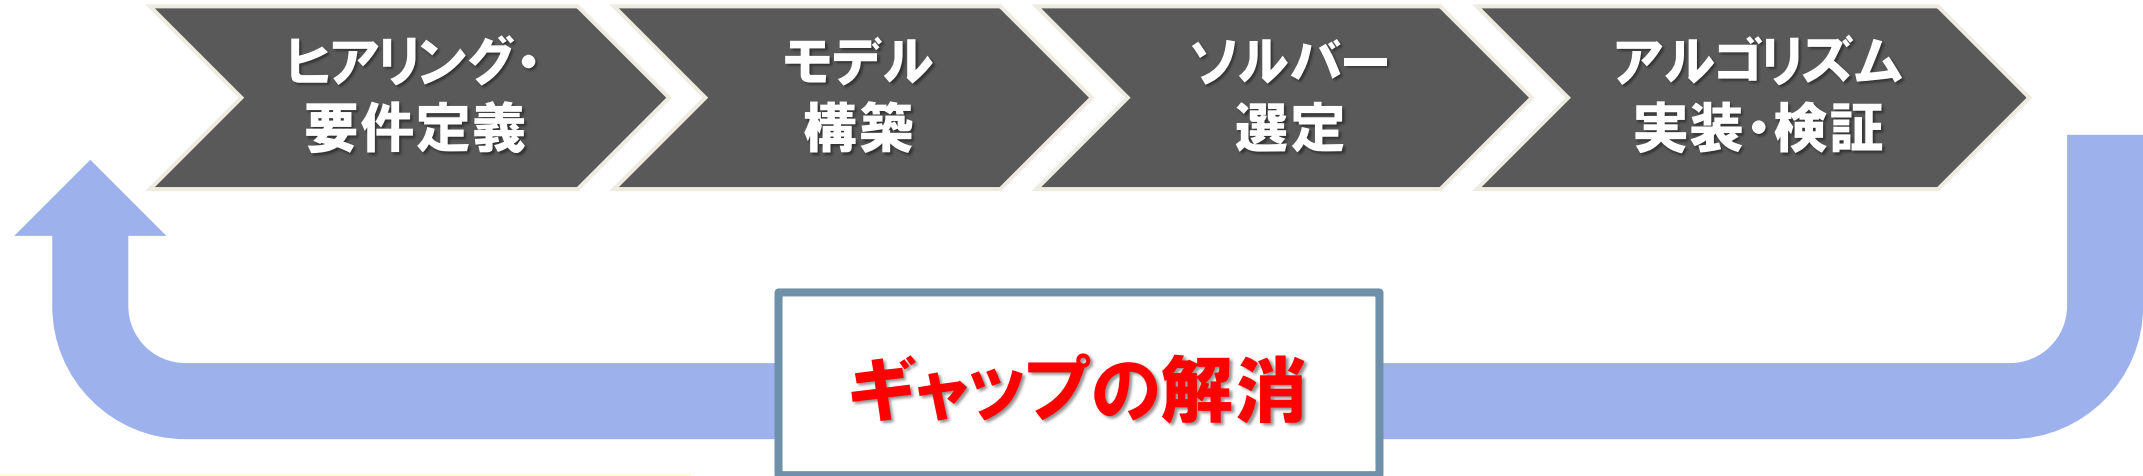 ヒアリング・
要件定義
モデル
構築
ソルバー
選定
アルゴリズム
実装・検証
ギャップの解消